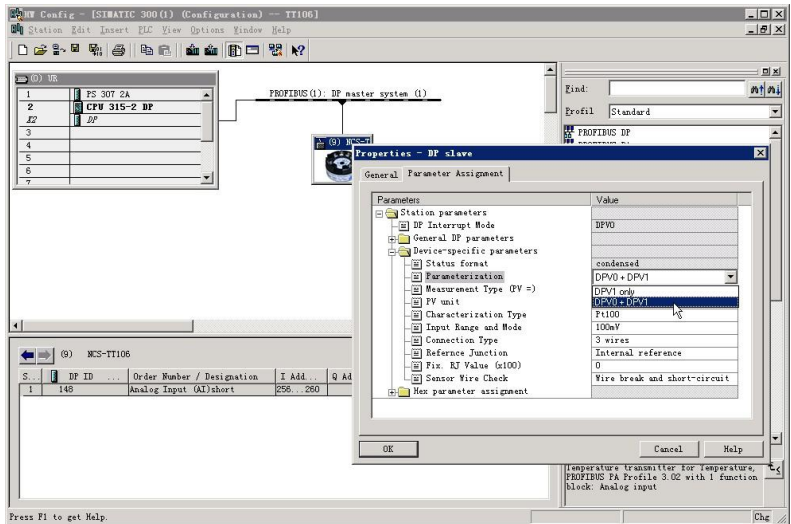 HW Config - [SIMATIC 300(1) (Configuration) -- TT106]
Station Edit Insert PLC View Options Window Help
(0) UR
1 PS 307 2A
2 CPU 315-2 DP
X2 DP
3
4
5
6
7
PROFIBUS(1): DP master system (1)
(9) NCS-T
Find:
Profil Standard
PROFIBUS DP
PROFIBUS PA
Properties - DP slave
General Parameter Assignment
Parameters Value
Station parameters
DP Interrupt Mode DPV0
General DP parameters
Device-specific parameters
Status format condensed
Parameterization DPV0 + DPV1
Measurement Type (PV =) DPV1 only
PV unit DPV0 + DPV1
Characterization Type Pt100
Input Range and Mode 100mV
Connection Type 3 wires
Refernce Junction Internal reference
Fix. RJ Value (x100) 0
Sensor Wire Check Wire break and short-circuit
Hex parameter assignment
OK Cancel Help
(9) NCS-TT106
S... DP ID ... Order Number / Designation I Add... Q Ad
1 148 Analog Input (AI)short 256...260
Temperature transmitter for Temperature,
PROFIBUS PA Profile 3.02 with 1 function
block: Analog input
Press F1 to get Help.
Chg